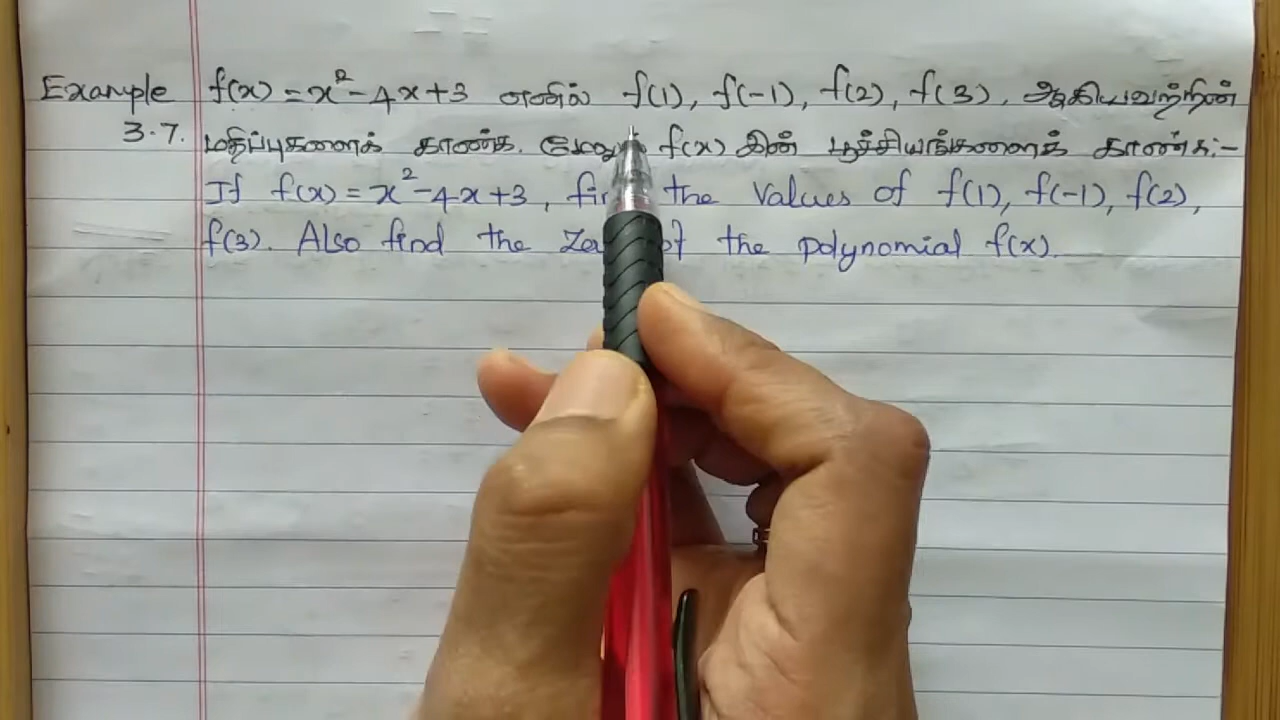 Example f(x) = x² - 4x + 3 எனில் f(1), f(-1), f(2), f(3). ஆகியவற்றின்
3.7. மதிப்புகளைக் காண்க. f(x) இன் பூச்சியங்களைக் காண்க:-
If f(x) = x² - 4x + 3, the values of f(1), f(-1), f(2),
f(3). Also find the of the polynomial f(x).